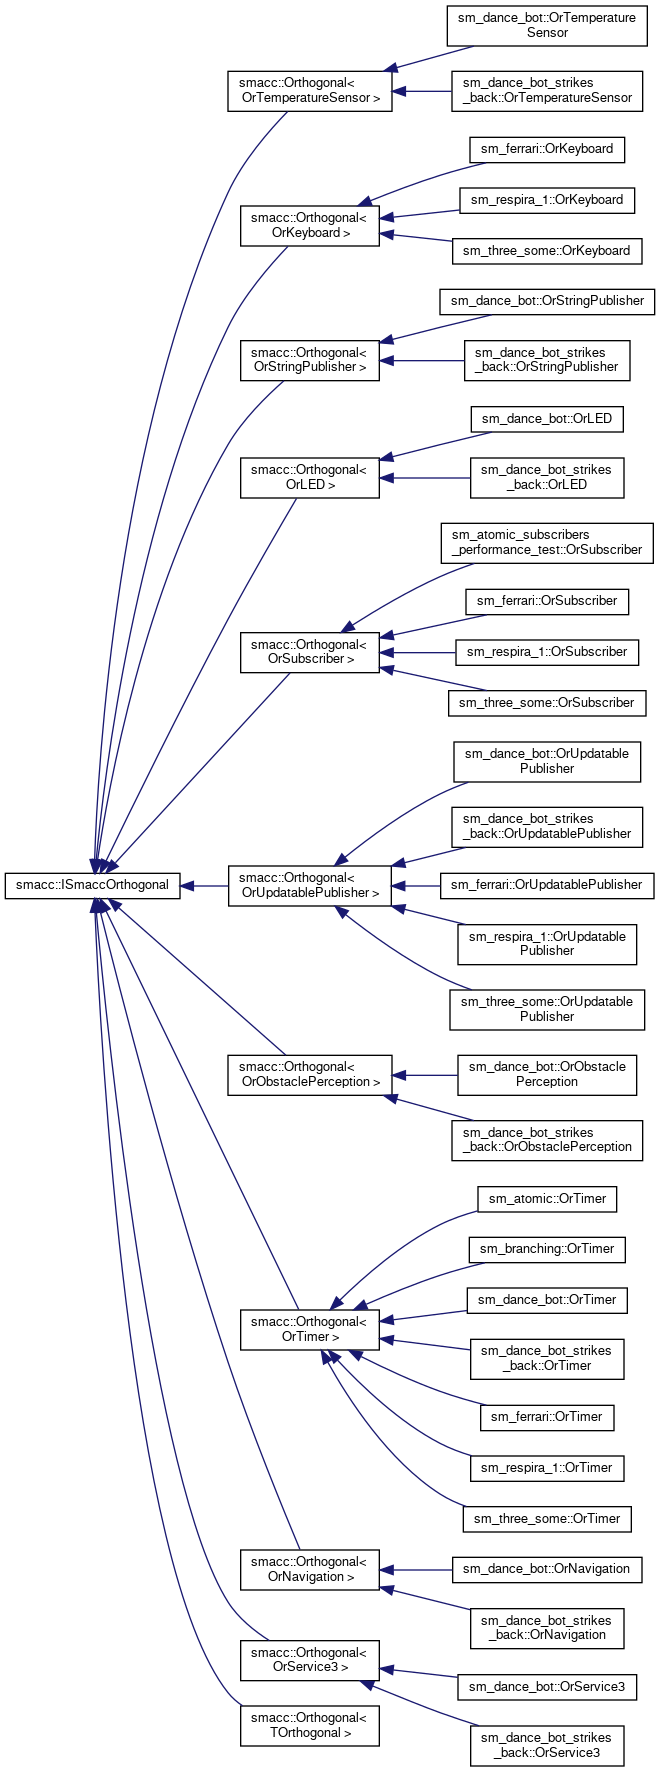 sm_dance_bot::OrTemperature
Sensor
smacc::Orthogonal<
OrTemperatureSensor >
sm_dance_bot_strikes
_back::OrTemperatureSensor
sm_ferrari::OrKeyboard
sm_respira_1::OrKeyboard
smacc::Orthogonal<
OrKeyboard >
sm_three_some::OrKeyboard
sm_dance_bot::OrStringPublisher
smacc::Orthogonal<
OrStringPublisher >
sm_dance_bot_strikes
_back::OrStringPublisher
sm_dance_bot::OrLED
smacc::Orthogonal<
OrLED >
sm_dance_bot_strikes
_back::OrLED
sm_atomic_subscribers
_performance_test::OrSubscriber
sm_ferrari::OrSubscriber
smacc::Orthogonal<
OrSubscriber >
sm_respira_1::OrSubscriber
sm_three_some::OrSubscriber
sm_dance_bot::OrUpdatable
Publisher
sm_dance_bot_strikes
_back::OrUpdatablePublisher
smacc::ISmaccOrthogonal
smacc::Orthogonal<
OrUpdatablePublisher >
sm_ferrari::OrUpdatablePublisher
sm_respira_1::OrUpdatable
Publisher
sm_three_some::OrUpdatable
Publisher
smacc::Orthogonal<
OrObstaclePerception >
sm_dance_bot::OrObstacle
Perception
sm_dance_bot_strikes
_back::OrObstaclePerception
sm_atomic::OrTimer
sm_branching::OrTimer
sm_dance_bot::OrTimer
smacc::Orthogonal<
OrTimer >
sm_dance_bot_strikes
_back::OrTimer
sm_ferrari::OrTimer
sm_respira_1::OrTimer
sm_three_some::OrTimer
smacc::Orthogonal<
OrNavigation >
sm_dance_bot::OrNavigation
sm_dance_bot_strikes
_back::OrNavigation
smacc::Orthogonal<
OrService3 >
sm_dance_bot::OrService3
smacc::Orthogonal<
TOrthogonal >
sm_dance_bot_strikes
_back::OrService3